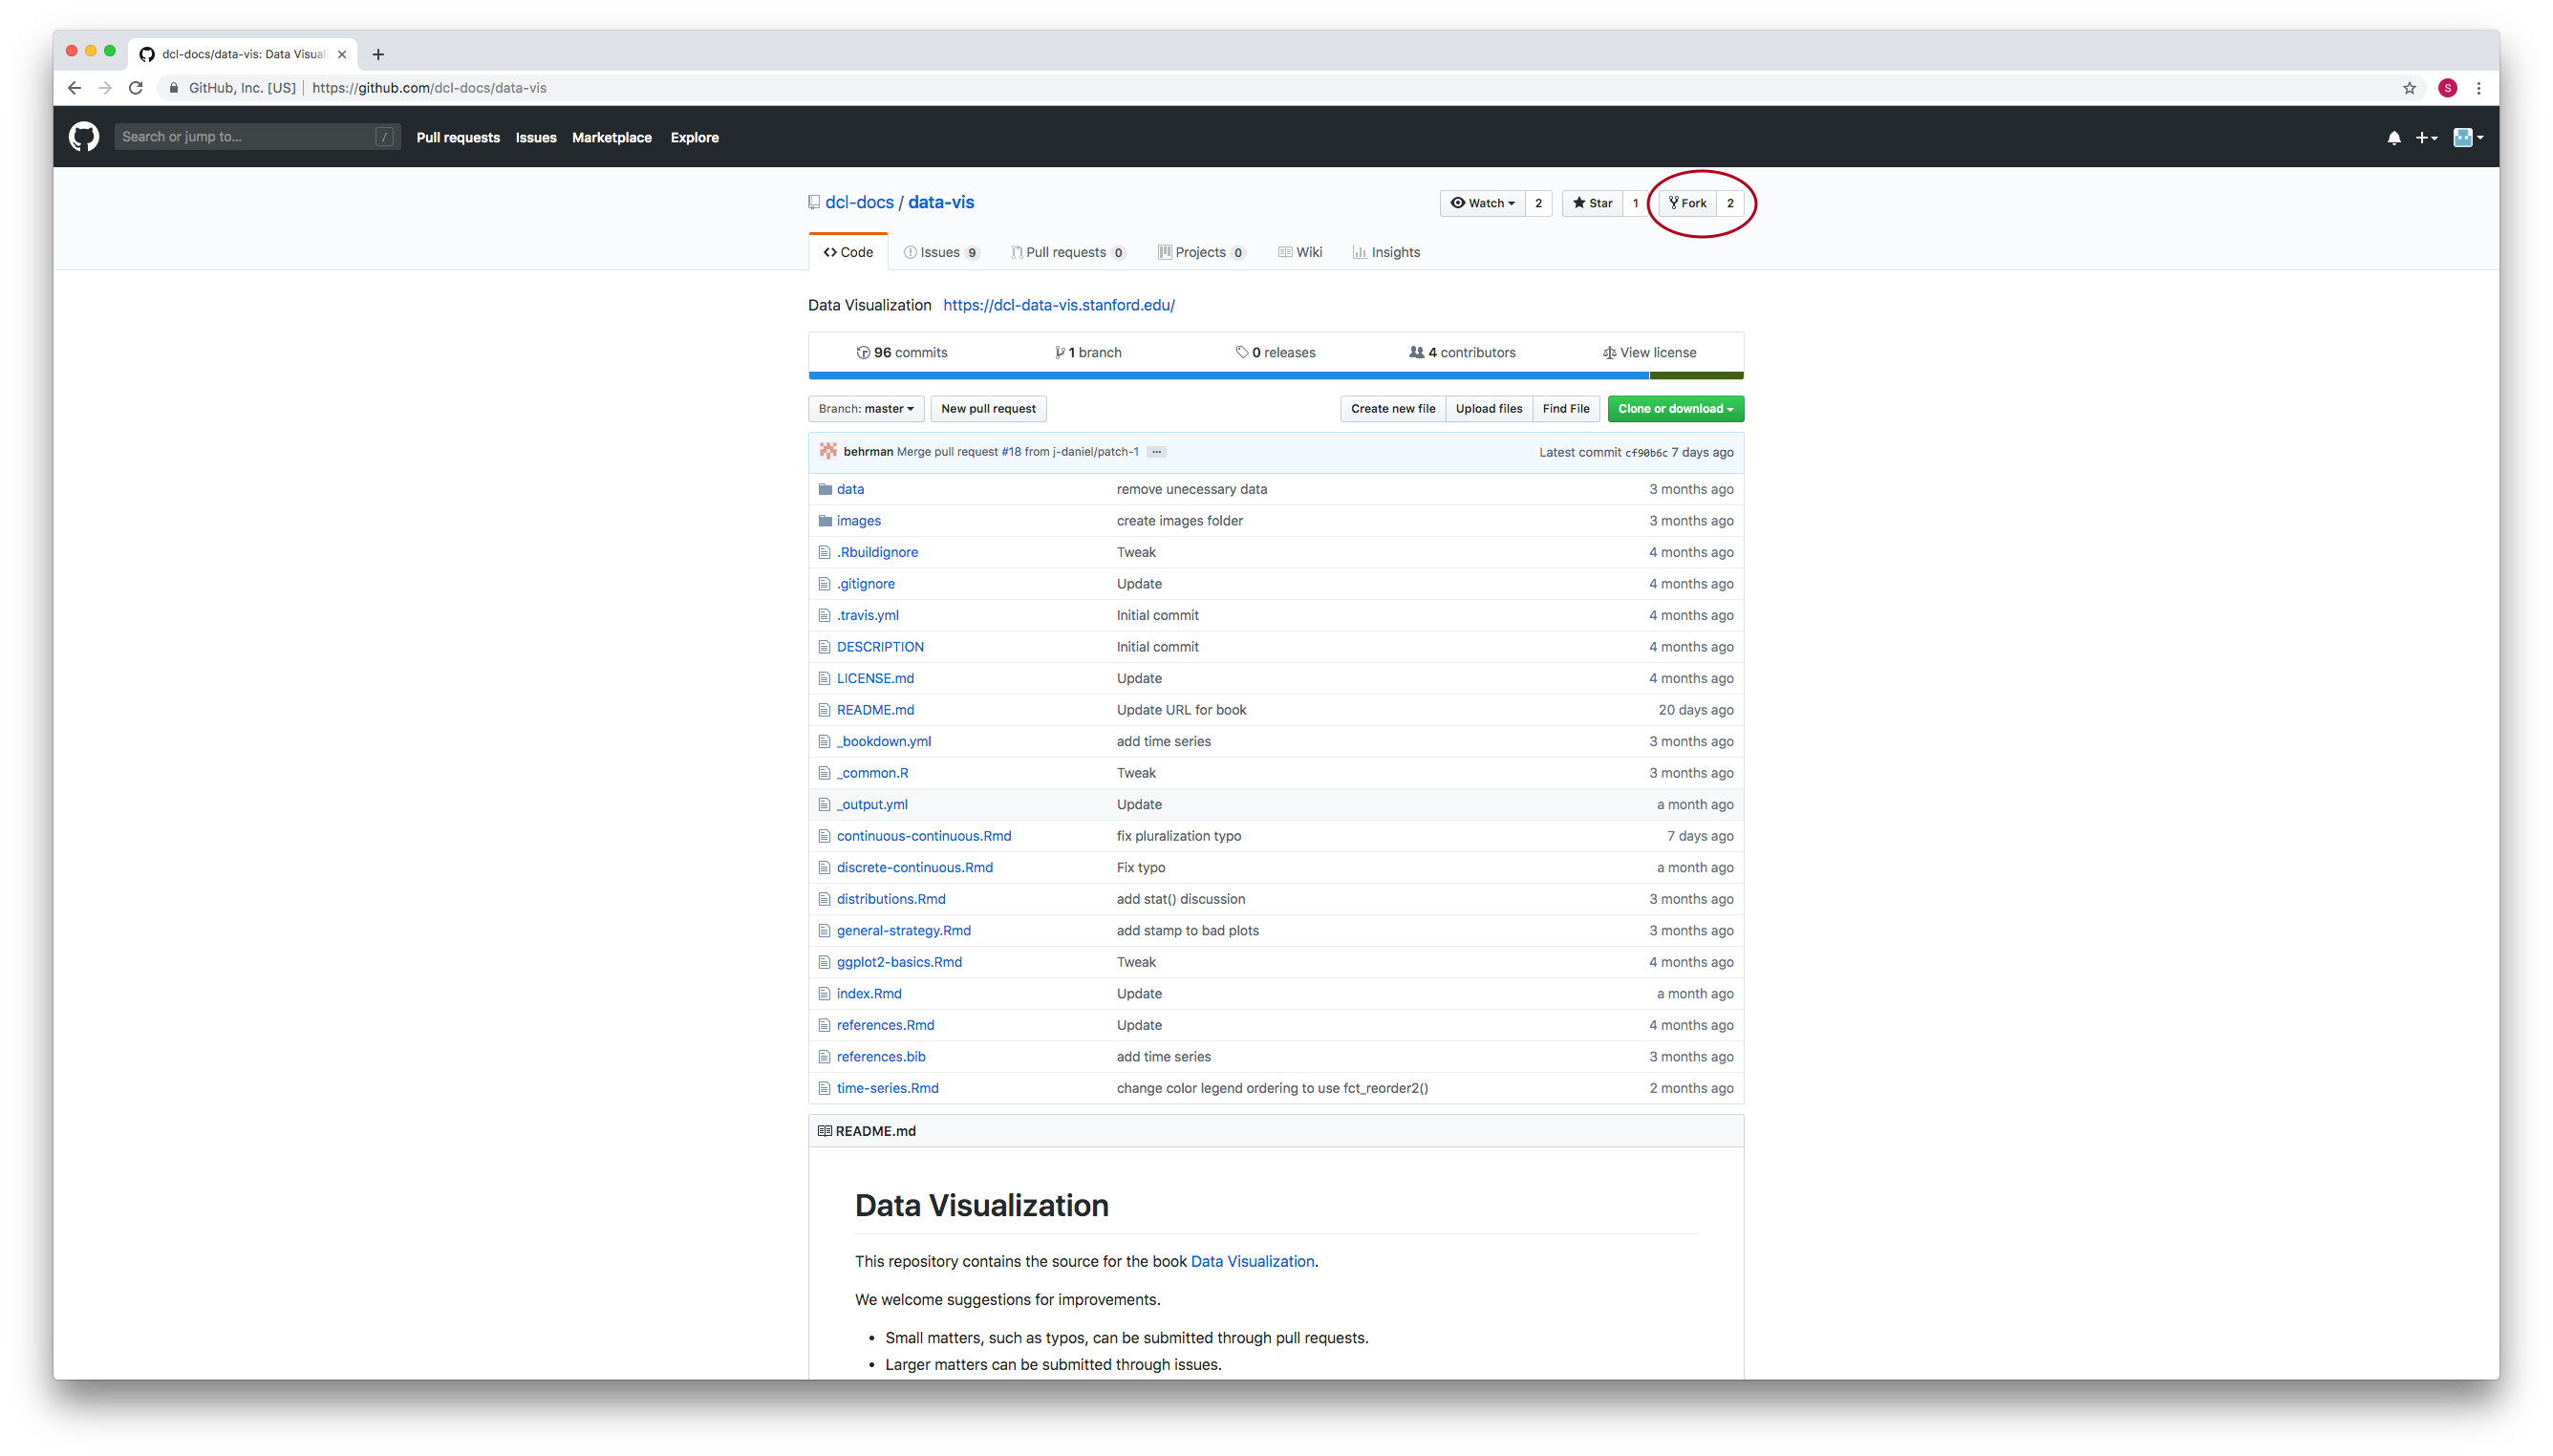 dcl-docs/data-vis: Data Visuali
GitHub, Inc. [US] https://github.com/dcl-docs/data-vis S
Search or jump to... / Pull requests Issues Marketplace Explore
dcl-docs / data-vis Watch 2 Star 1 Fork 2
Code Issues 9 Pull requests 0 Projects 0 Wiki Insights
Data Visualization https://dcl-data-vis.stanford.edu/
96 commits 1 branch 0 releases 4 contributors View license
Branch: master New pull request Create new file Upload files Find File Clone or download
behrman Merge pull request #18 from j-daniel/patch-1 ... Latest commit cf90b6c 7 days ago
data remove unecessary data 3 months ago
images create images folder 3 months ago
.Rbuildignore Tweak 4 months ago
.gitignore Update 4 months ago
.travis.yml Initial commit 4 months ago
DESCRIPTION Initial commit 4 months ago
LICENSE.md Update 4 months ago
README.md Update URL for book 20 days ago
_bookdown.yml add time series 3 months ago
_common.R Tweak 3 months ago
_output.yml Update a month ago
continuous-continuous.Rmd fix pluralization typo 7 days ago
discrete-continuous.Rmd Fix typo a month ago
distributions.Rmd add stat() discussion 3 months ago
general-strategy.Rmd add stamp to bad plots 3 months ago
ggplot2-basics.Rmd Tweak 4 months ago
index.Rmd Update a month ago
references.Rmd Update 4 months ago
references.bib add time series 3 months ago
time-series.Rmd change color legend ordering to use fct_reorder2() 2 months ago
README.md
Data Visualization
This repository contains the source for the book Data Visualization.
We welcome suggestions for improvements.
• Small matters, such as typos, can be submitted through pull requests.
• Larger matters can be submitted through issues.